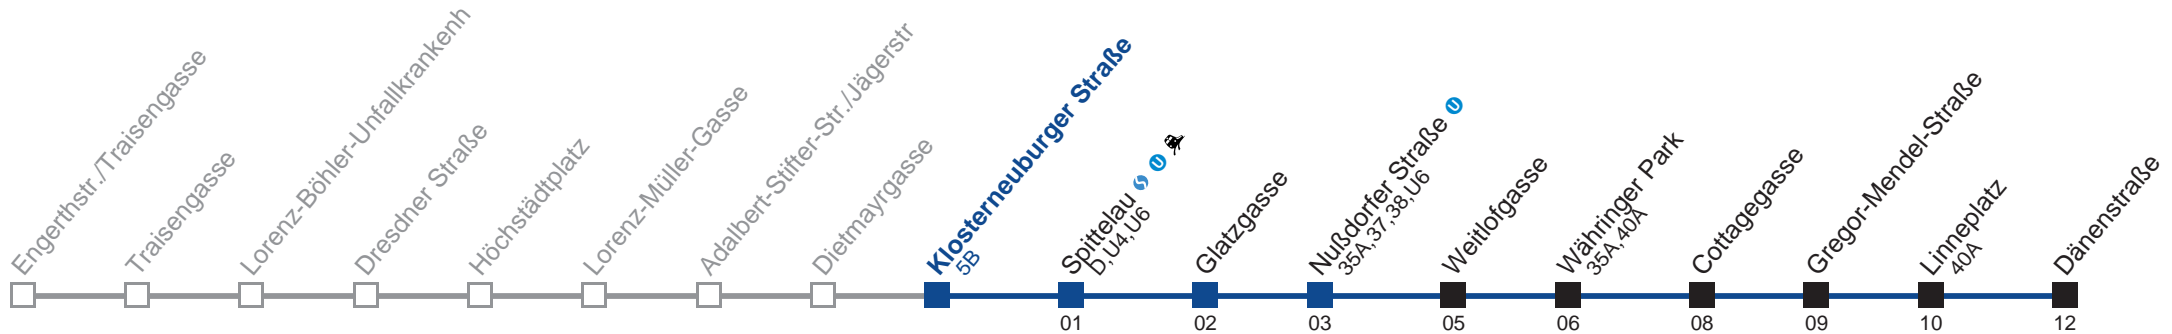 Engerthstr./Traisengasse
Traisengasse
Lorenz-Böhler-Unfallkrankenh
Dresdner Straße
Höchstädtplatz
Lorenz-Müller-Gasse
Adalbert-Stifter-Str./Jägerstr
Dietmayrgasse
Klosterneuburger Straße
5B
Spittelau U
D,U4,U6
Glatzgasse
Nußdorfer Straße U
35A,37,38,U6
Weitlofgasse
Währinger Park
35A,40A
Cottagegasse
Gregor-Mendel-Straße
Linneplatz
40A
Dänenstraße
01 02 03 05 06 08 09 10 12